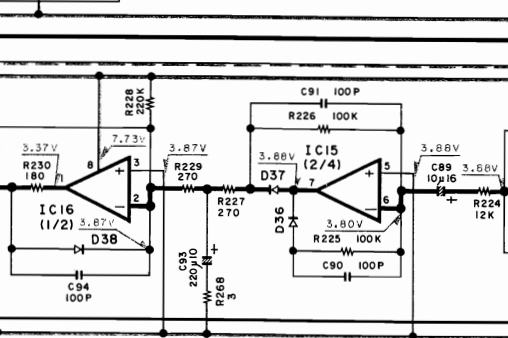 C91 100P
R226 100K
R228
220K
7.73V
3.87V
3.37V
R230
180
8
3
1
2
R229
270
IC15
(2/4)
3.88V
D37
7
5
6
3.88V
C89
10μ16
3.88V
+
R224
12K
R227
270
IC16
(1/2)
3.87V
D38
D36
3.80V
R225 100K
C90 100P
C93
220μ10
+
R268
3
C94
100P